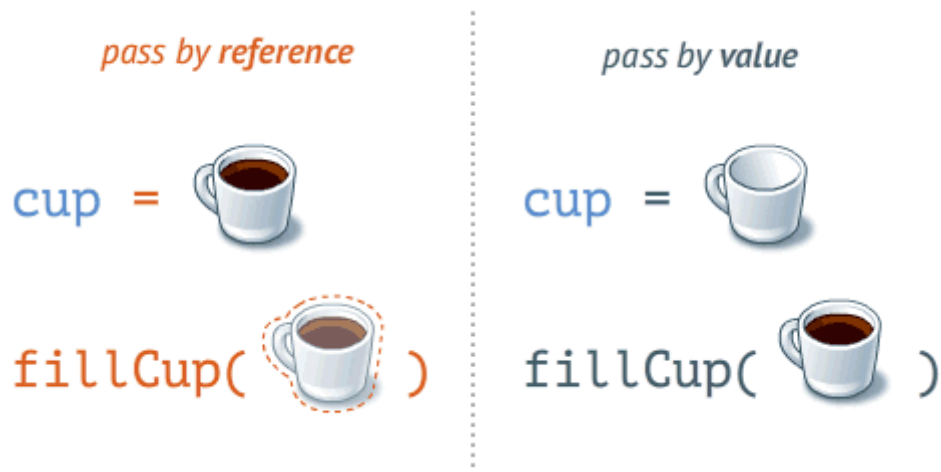 pass by reference
cup =
fillCup( )
pass by value
cup =
fillCup( )